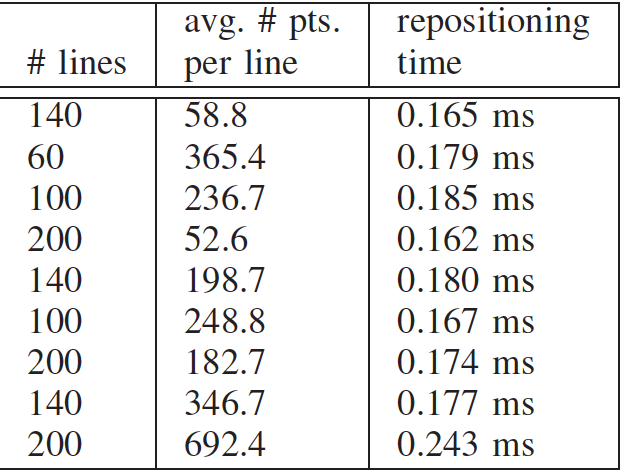 # lines avg. # pts. per line repositioning time
140 58.8 0.165 ms
60 365.4 0.179 ms
100 236.7 0.185 ms
200 52.6 0.162 ms
140 198.7 0.180 ms
100 248.8 0.167 ms
200 182.7 0.174 ms
140 346.7 0.177 ms
200 692.4 0.243 ms